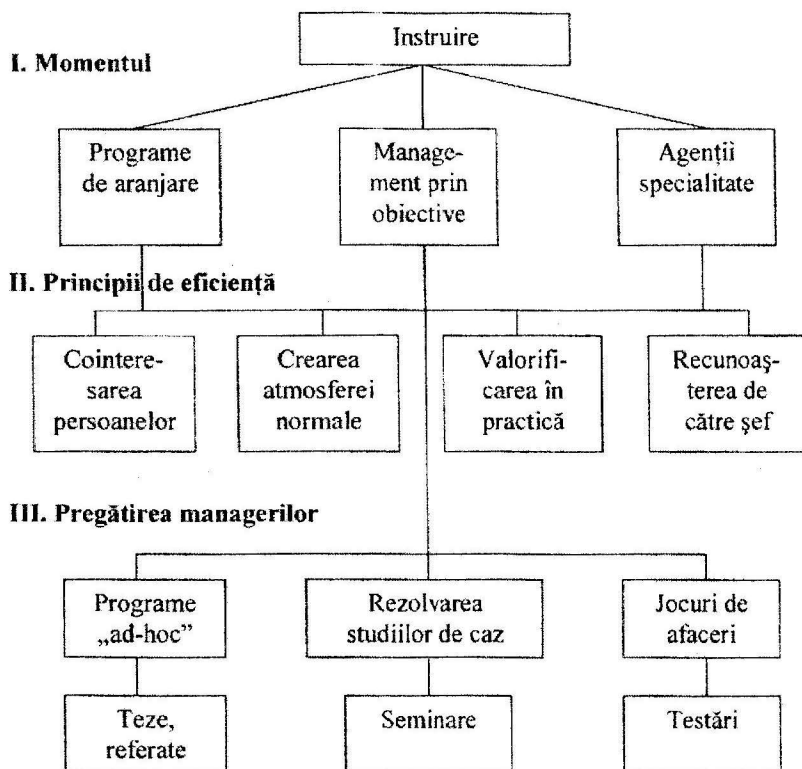 Instruire
I. Momentul
Programe
de aranjare
Manage-
ment prin
obiective
Agenții
specialitate
II. Principii de eficiență
Cointere-
sarea
persoanelor
Crearea
atmosferei
normale
Valorifi-
carea în
practică
Recunoaş-
terea de
către şef
III. Pregătirea managerilor
Programe
„ad-hoc”
Rezolvarea
studiilor de caz
Jocuri de
afaceri
Teze,
referate
Seminare
Testări